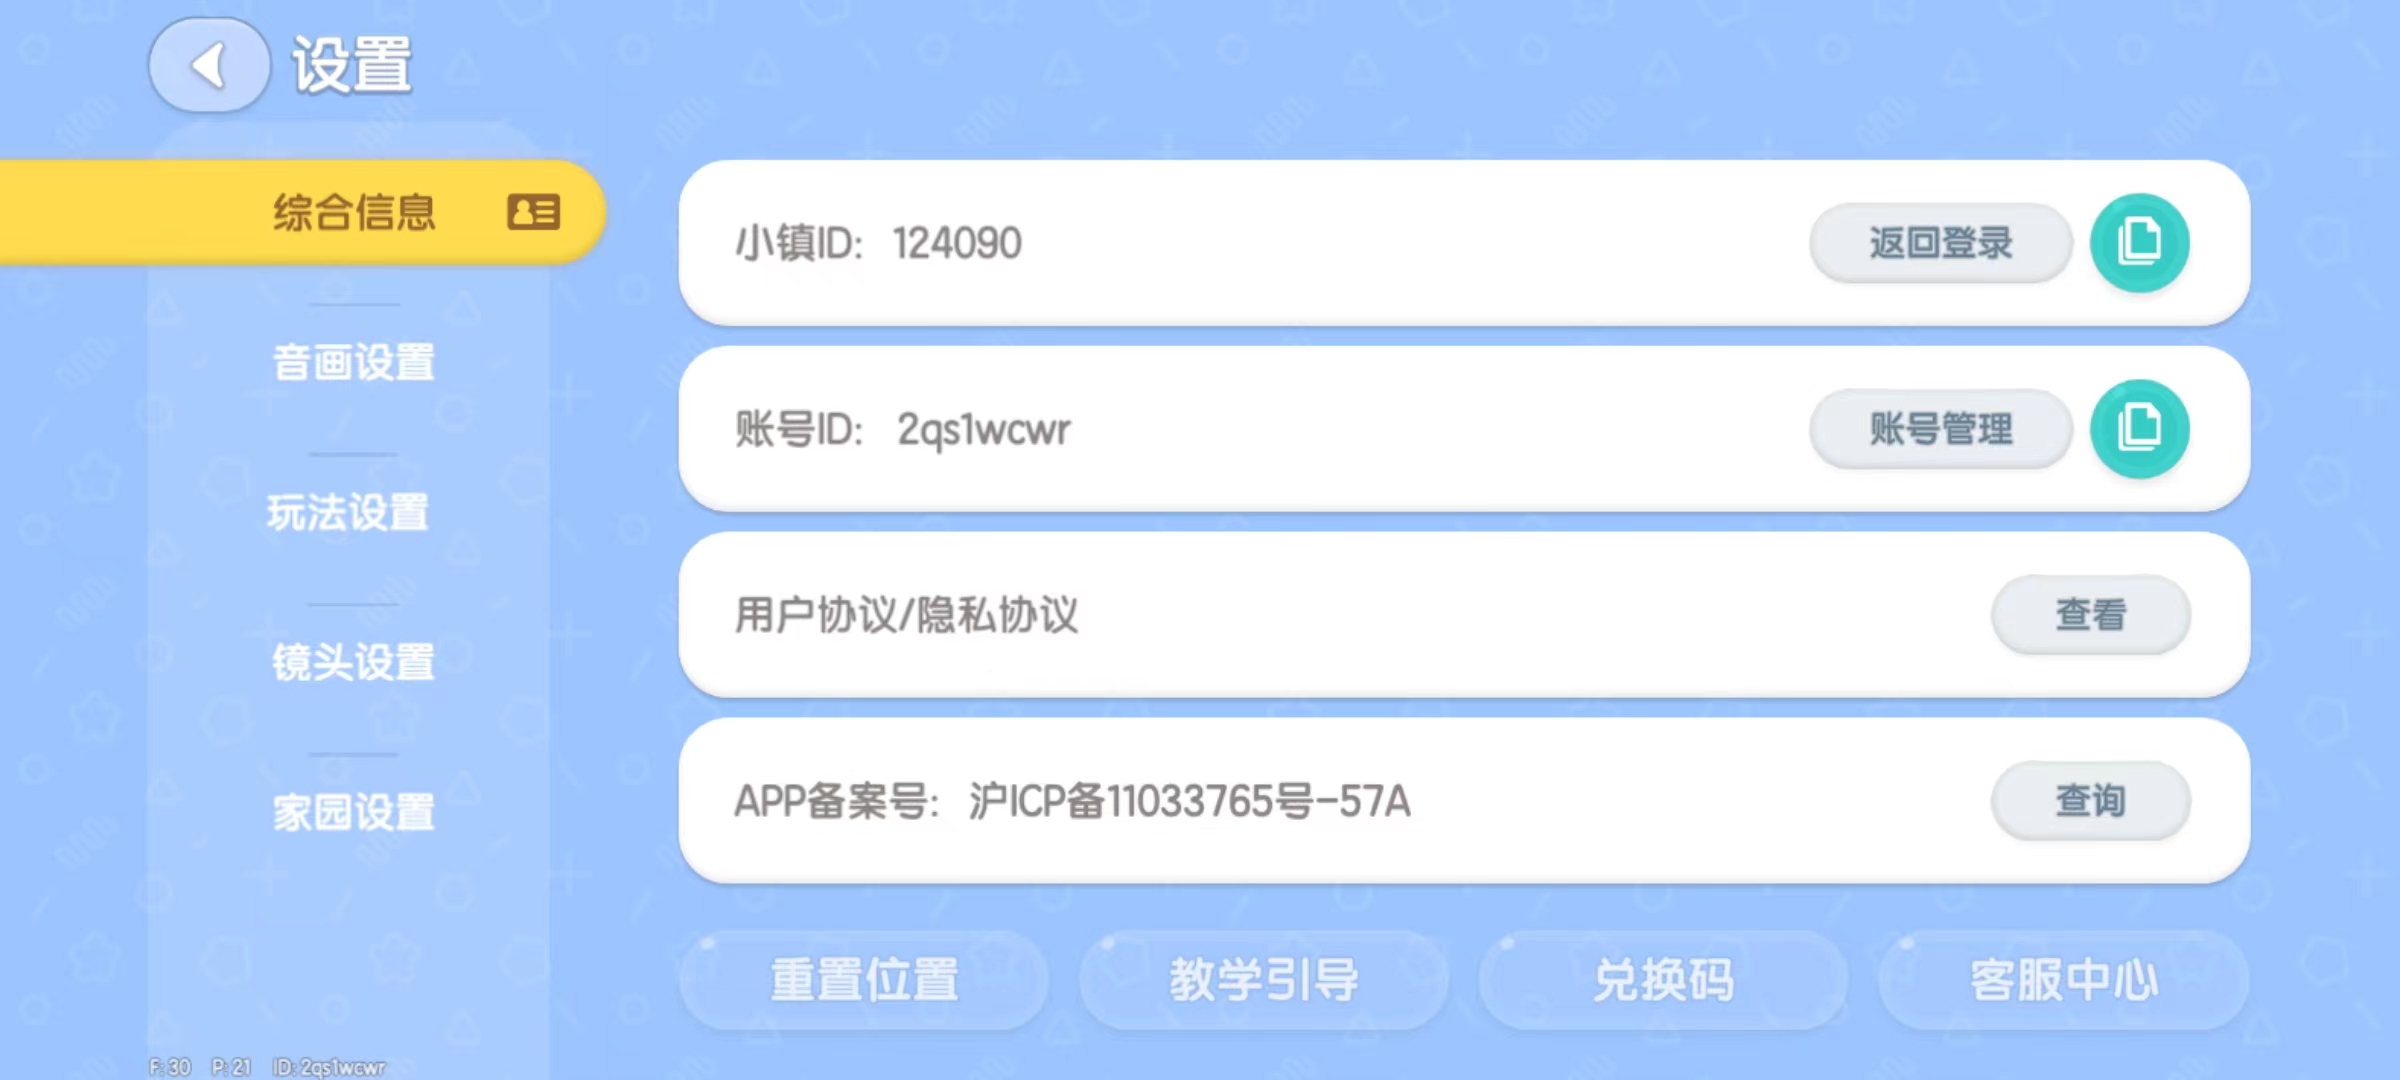 设置
综合信息
音画设置
玩法设置
镜头设置
家园设置
小镇ID: 124090
返回登录
账号ID: 2qs1wcwr
账号管理
用户协议/隐私协议
查看
APP备案号: 沪ICP备11033765号-57A
查询
重置位置
教学引导
兑换码
客服中心
F: 30 P: 21 ID: 2qs1wcwr